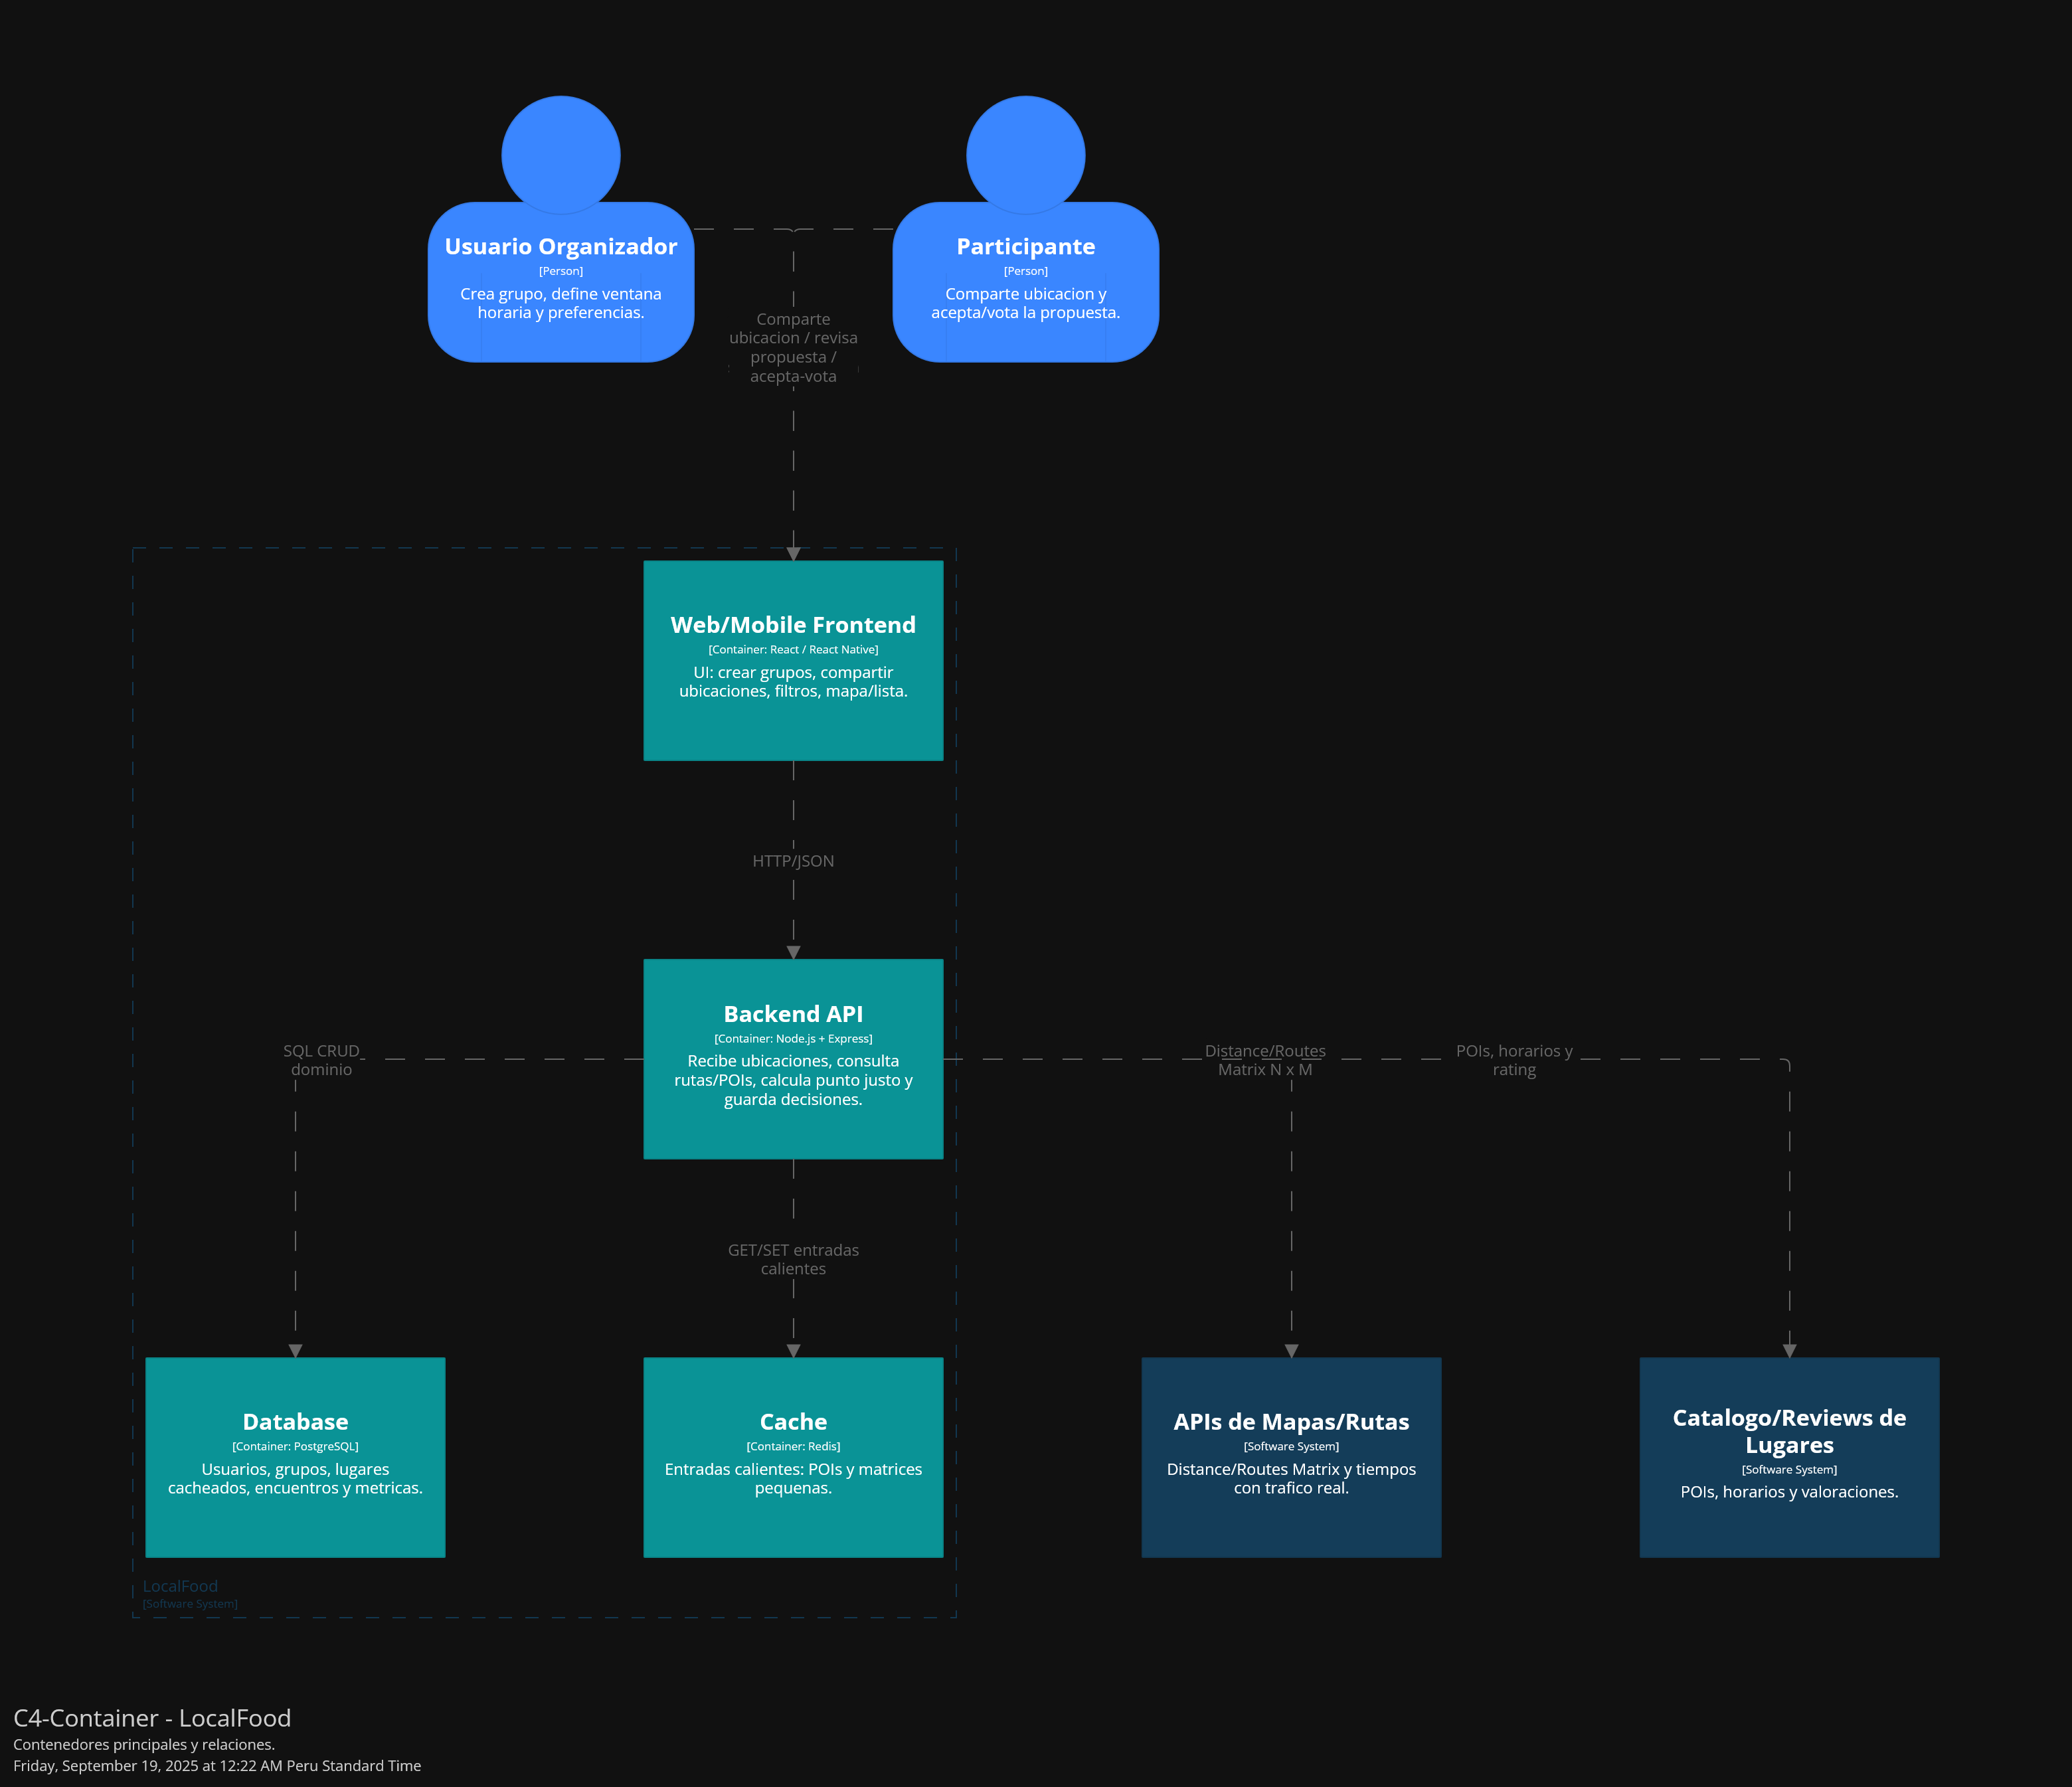 Usuario Organizador
[Person]
Crea grupo, define ventana
horaria y preferencias.
Participante
[Person]
Comparte ubicacion y
acepta/vota la propuesta.
Comparte
ubicacion / revisa
propuesta /
acepta-vota
Web/Mobile Frontend
[Container: React / React Native]
UI: crear grupos, compartir
ubicaciones, filtros, mapa/lista.
HTTP/JSON
Backend API
[Container: Node.js + Express]
Recibe ubicaciones, consulta
rutas/POIs, calcula punto justo y
guarda decisiones.
SQL CRUD
dominio
Distance/Routes
Matrix N x M
POIs, horarios y
rating
GET/SET entradas
calientes
Database
[Container: PostgreSQL]
Usuarios, grupos, lugares
cacheados, encuentros y metricas.
Cache
[Container: Redis]
Entradas calientes: POIs y matrices
pequenas.
APIs de Mapas/Rutas
[Software System]
Distance/Routes Matrix y tiempos
con trafico real.
Catalogo/Reviews de
Lugares
[Software System]
POIs, horarios y valoraciones.
LocalFood
[Software System]
C4-Container - LocalFood
Contenedores principales y relaciones.
Friday, September 19, 2025 at 12:22 AM Peru Standard Time